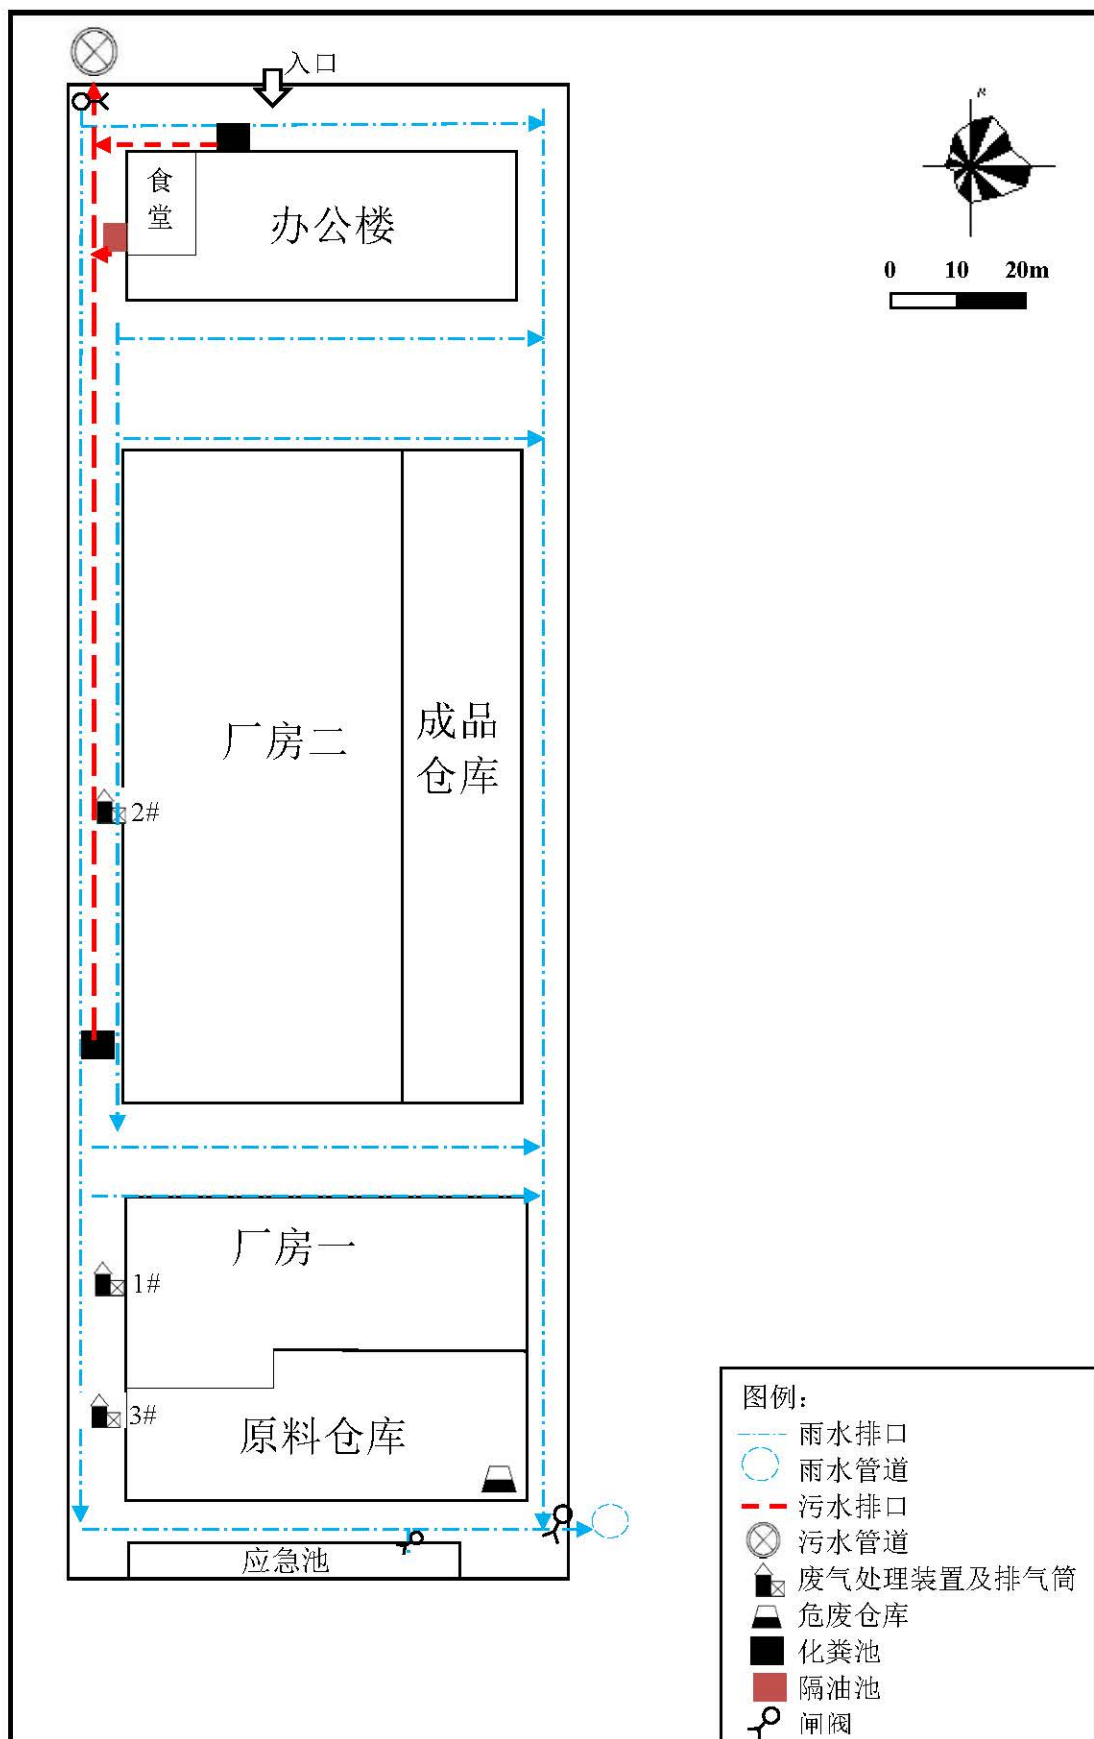 入口
食
堂
办公楼
0 10 20m
厂房二
成品
仓库
2#
厂房一
1#
3#
原料仓库
应急池
图例：
雨水排口
雨水管道
污水排口
污水管道
废气处理装置及排气筒
危废仓库
化粪池
隔油池
闸阀